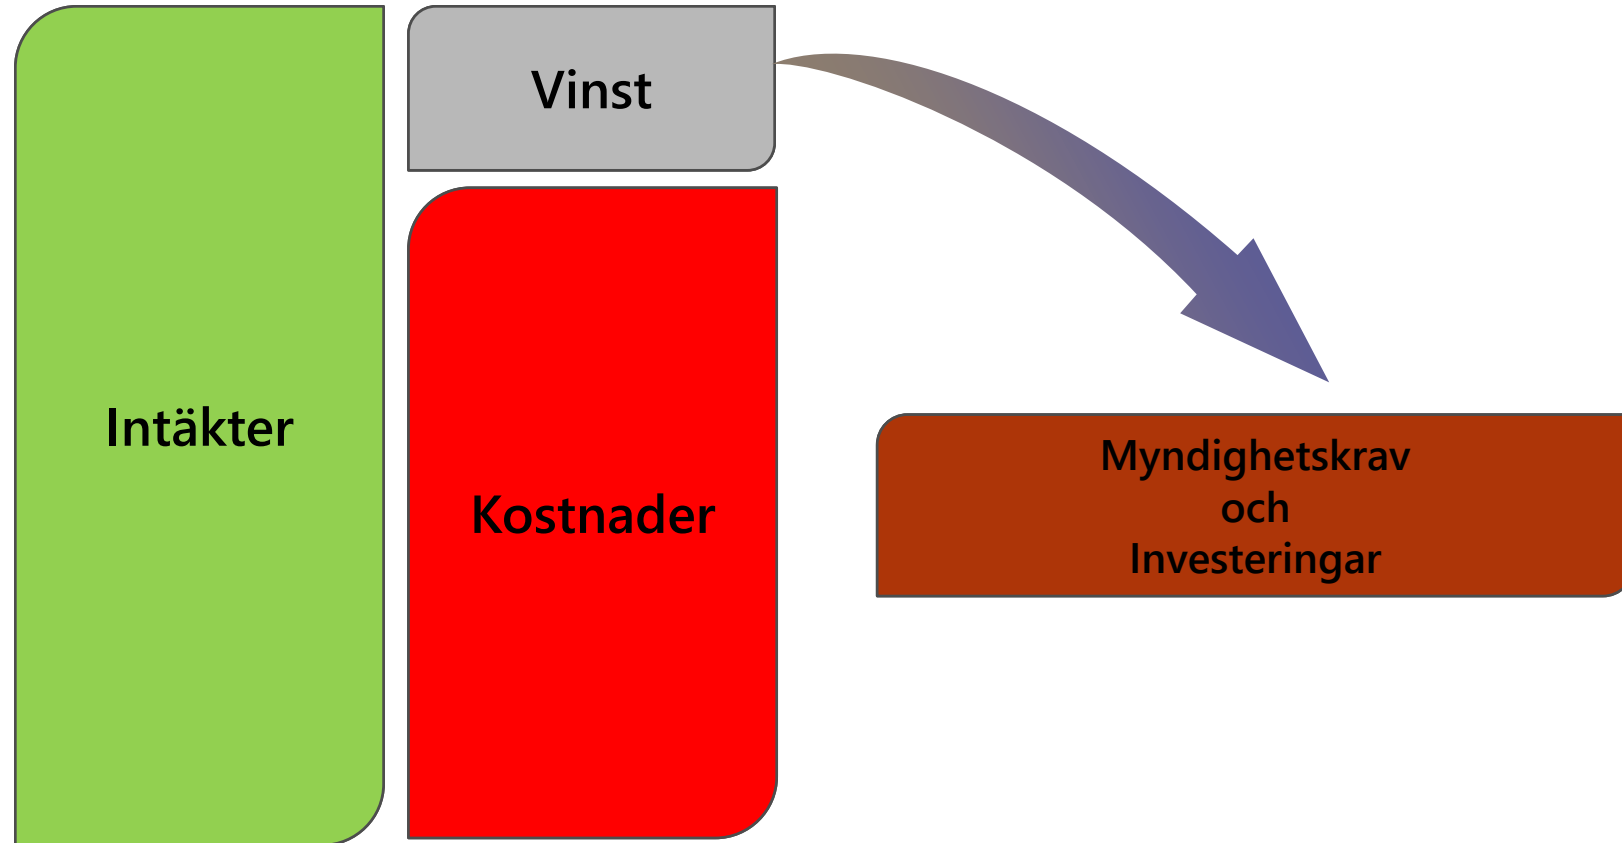 Vinst
Intäkter
Kostnader
Myndighetskrav
och
Investeringar